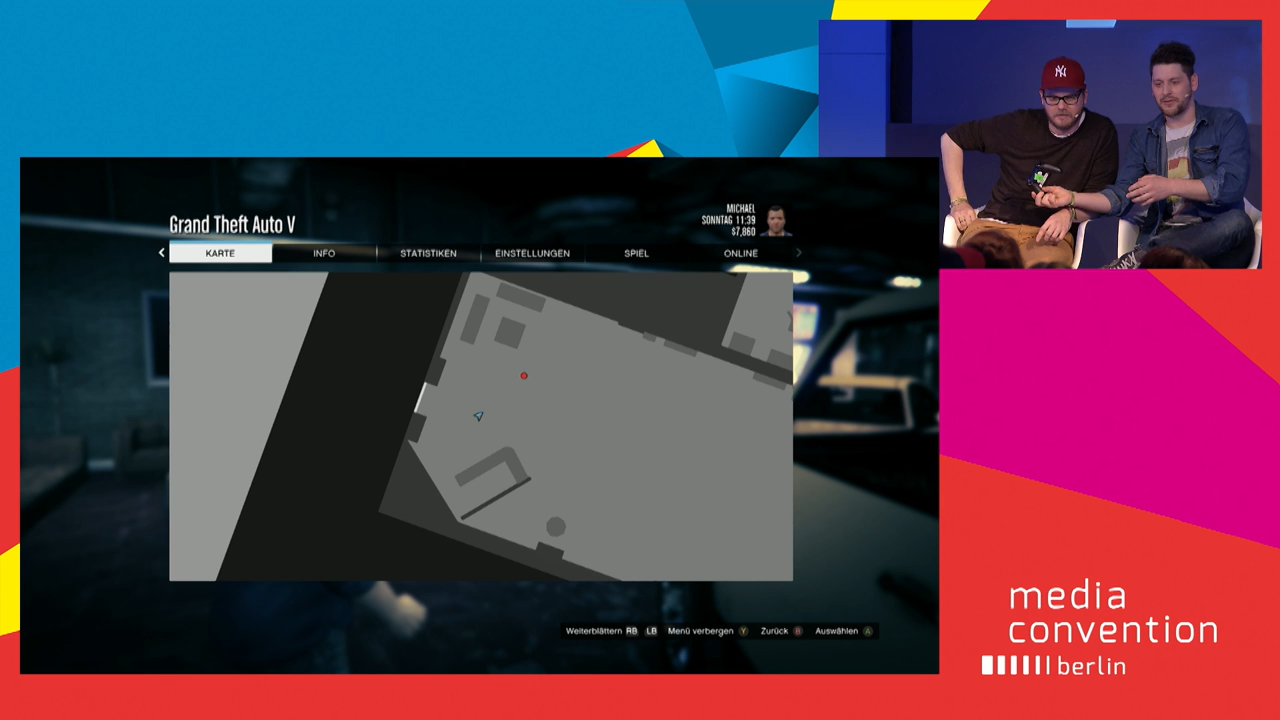 Grand Theft Auto V
MICHAEL
SONNTAG 11:39
$7,860
KARTE INFO STATISTIKEN EINSTELLUNGEN SPIEL ONLINE
Weiterblättern RB LB Menü verbergen Y Zurück B Auswählen A
NY
media
convention
berlin